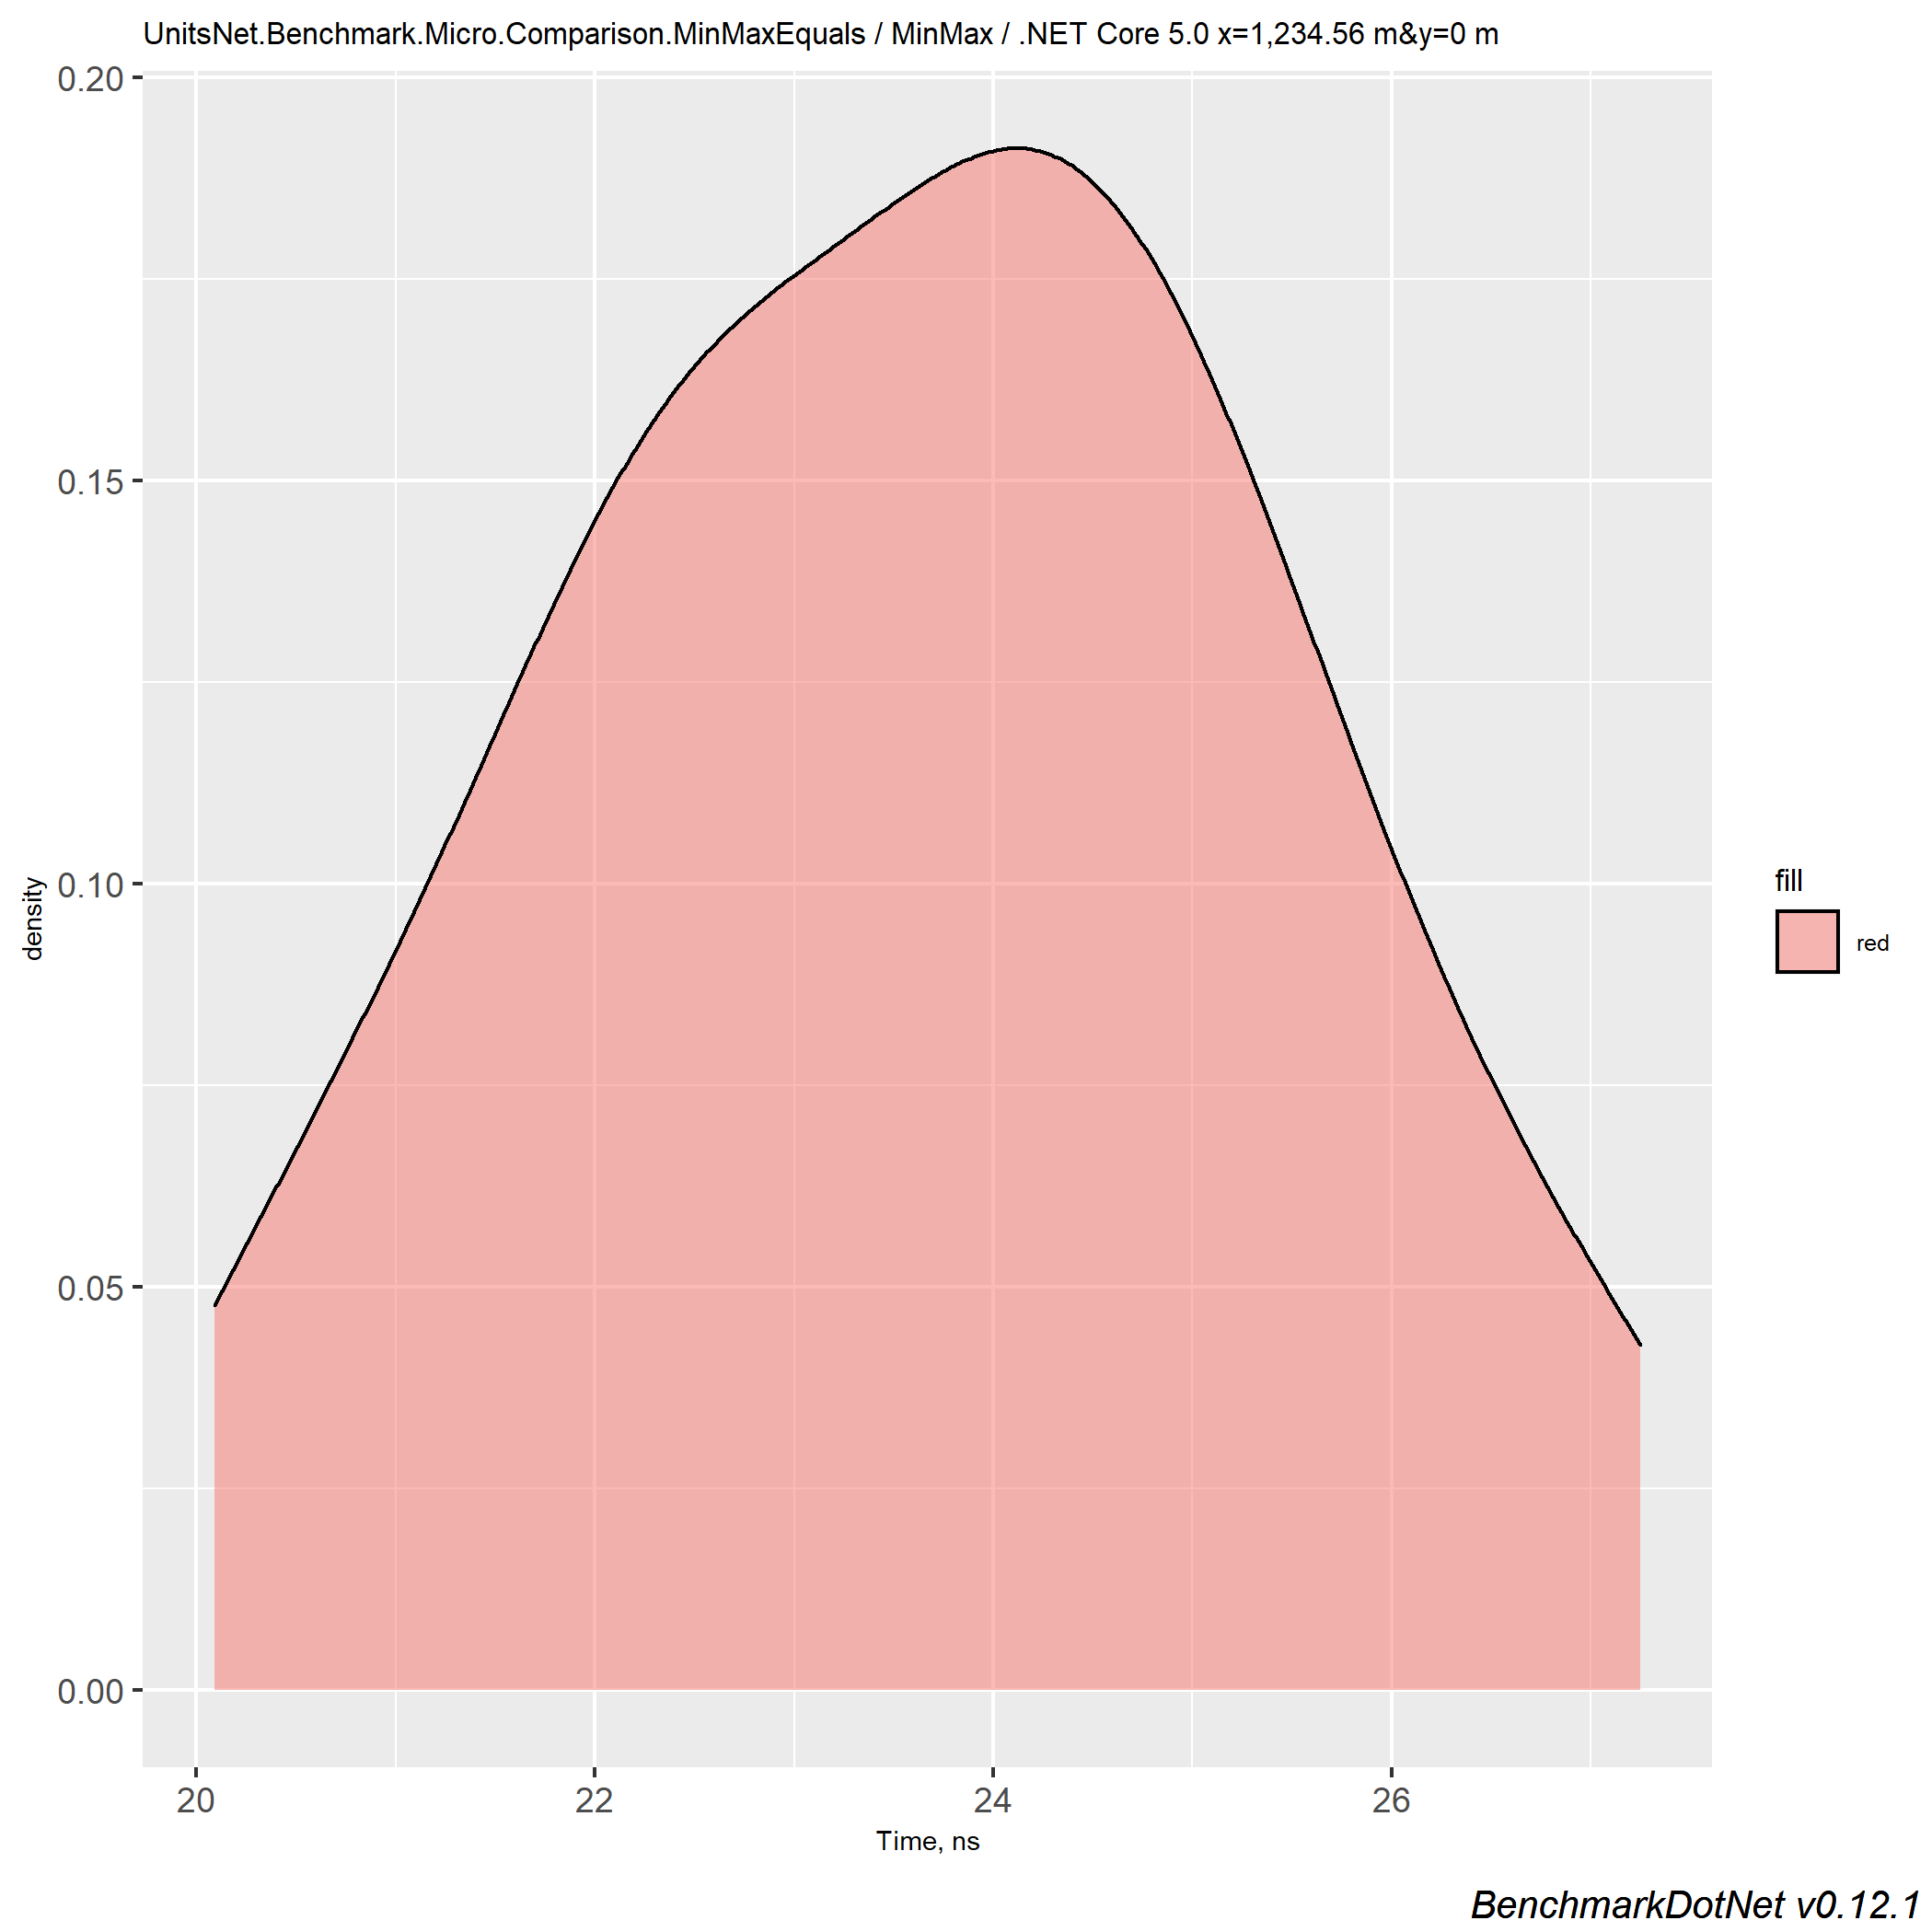 UnitsNet.Benchmark.Micro.Comparison.MinMaxEquals / MinMax / .NET Core 5.0 x=1,234.56 m&y=0 m
0.20
0.15
0.10
0.05
0.00
density
20 22 24 26
Time, ns
fill
red
BenchmarkDotNet v0.12.1